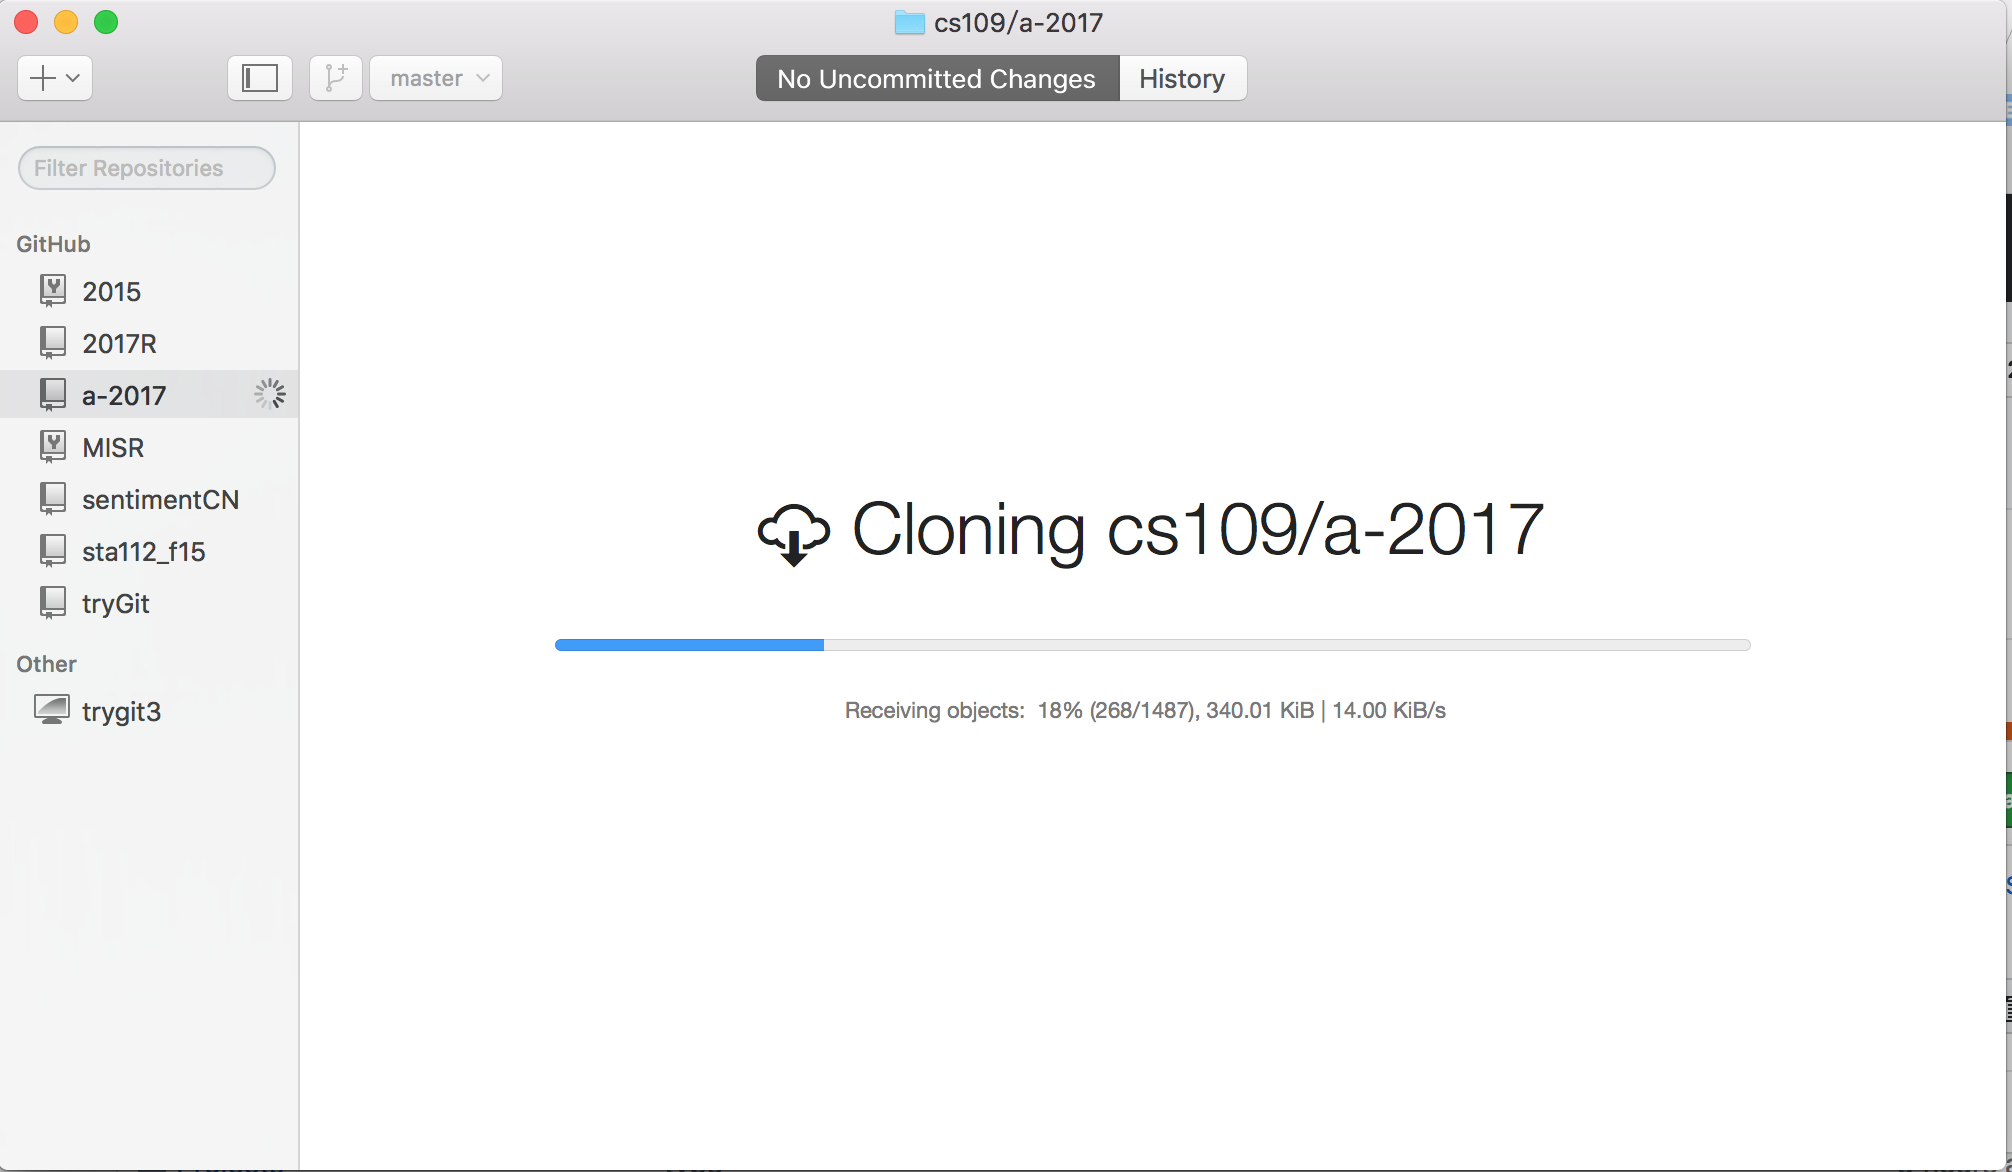 cs109/a-2017
master
No Uncommitted Changes
History
Filter Repositories
GitHub
2015
2017R
a-2017
MISR
sentimentCN
sta112_f15
tryGit
Other
trygit3
Cloning cs109/a-2017
Receiving objects: 18% (268/1487), 340.01 KiB | 14.00 KiB/s